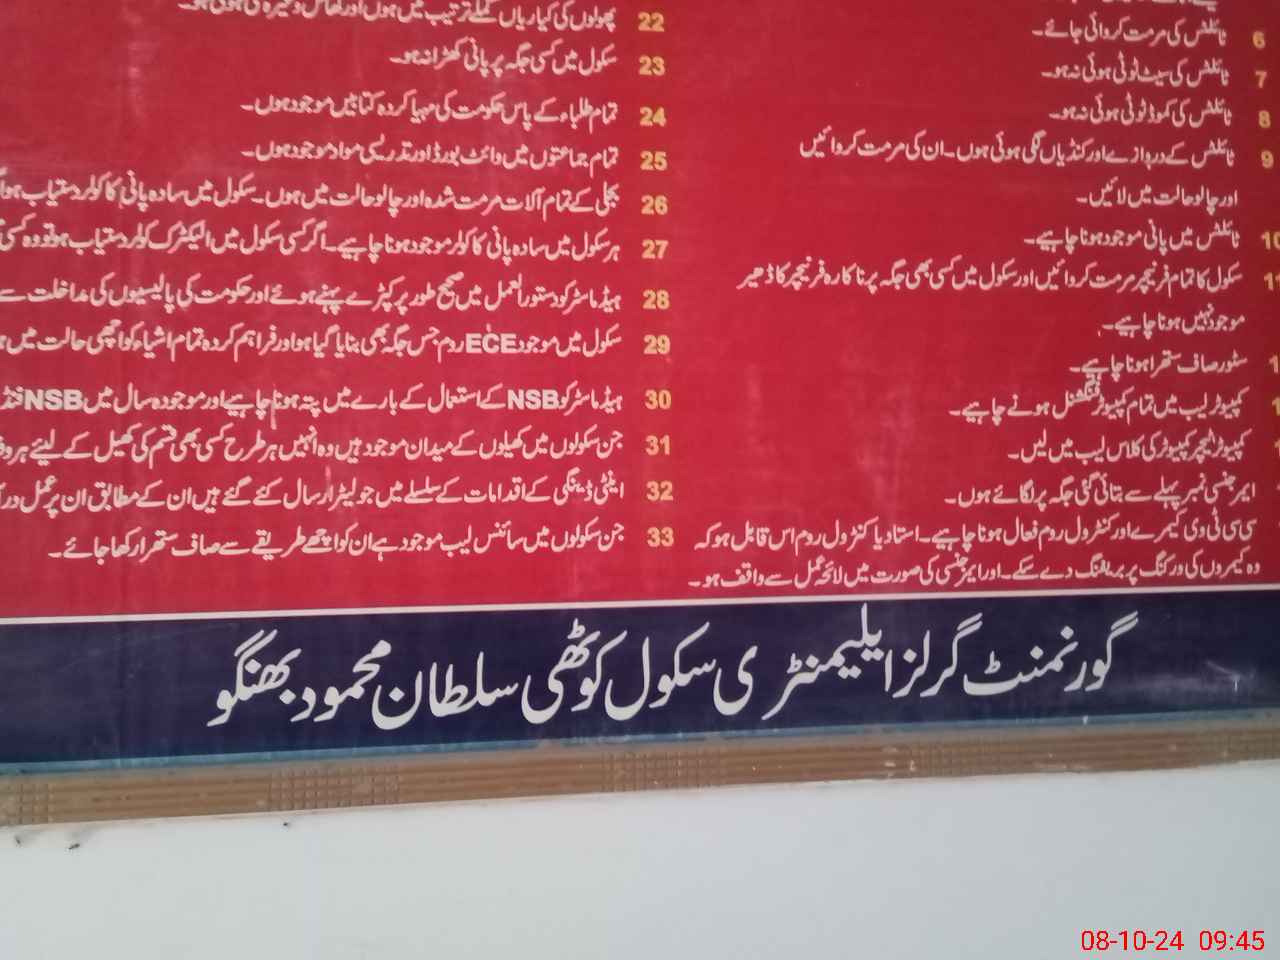 6 ٹائلٹس کی مرمت کروائی جائے۔
7 ٹائلٹس کی سیٹ ٹوٹی ہوئی نہ ہو۔
8 ٹائلٹس کی کموڈ ٹوٹی ہوئی نہ ہو۔
9 ٹائلٹس کے دروازے اور کنڈیاں لگی ہوئی ہوں۔ ان کی مرمت کروائیں
اور چالو حالت میں لائیں۔
10 ٹائلٹس میں پانی موجود ہونا چاہیے۔
سکول کا تمام فرنیچر مرمت کروائیں اور سکول میں کسی بھی جگہ پر ناکارہ فرنیچر کا ڈھیر
موجود نہیں ہونا چاہیے۔
سٹور صاف ستھرا ہونا چاہیے۔
کمپیوٹر لیب میں تمام کمپیوٹر فنکشنل ہونے چاہیے۔
کمپیوٹر ٹیچر کمپیوٹر کی کلاس لیب میں لیں۔
ایمرجنسی نمبر پہلے سے بتائی گئی جگہ پر لگائے ہوں۔
سی سی ٹی وی کیمرے اور کنٹرول روم فعال ہونا چاہیے۔ استاد یا کنٹرول روم اس قابل ہو کہ
وہ کیمروں کی ورکنگ پر بریفنگ دے سکے۔ اور ایمرجنسی کی صورت میں لائحہ عمل سے واقف ہو۔
22 پھولوں کی کیاریاں گملے ترتیب میں ہوں اور گھاس وغیرہ
23 سکول میں کسی جگہ پر پانی کھڑا نہ ہو۔
24 تمام طلباء کے پاس حکومت کی مہیا کردہ کتابیں موجود ہوں۔
25 تمام جماعتوں میں وائٹ بورڈ اور تدریسی مواد موجود ہوں۔
26 بجلی کے تمام آلات مرمت شدہ اور چالو حالت میں ہوں۔ سکول میں سادہ پانی کا کولر دستیاب
27 ہر سکول میں سادہ پانی کا کولر موجود ہونا چاہیے۔ اگر کسی سکول میں الیکٹرک کولر دستیاب ہو تو وہ کسی
28 ہیڈ ماسٹر کو دستور العمل میں صحیح طور پر کپڑے پہنے ہوئے اور حکومت کی پالیسیوں کی مداخلت سے
29 سکول میں موجود ECE روم جس جگہ بھی بنایا گیا ہو اور فراہم کردہ تمام اشیاء کو اچھی حالت میں
30 ہیڈ ماسٹر کو NSB کے استعمال کے بارے میں پتہ ہونا چاہیے اور موجودہ سال میں NSB فنڈ
31 جن سکولوں میں کھیلوں کے میدان موجود ہیں وہ انہیں ہر طرح کسی بھی قسم کی کھیل کے لیئے
32 اینٹی ڈینگی کے اقدامات کے سلسلے میں جو لیٹر ارسال کئے گئے ہیں ان کے مطابق ان پر عمل
33 جن سکولوں میں سائنس لیب موجود ہے ان کو اچھے طریقے سے صاف ستھرا رکھا جائے۔
گورنمنٹ گرلز ایلیمنٹری سکول کوٹھی سلطان محمود بھنگو
08-10-24 09:45